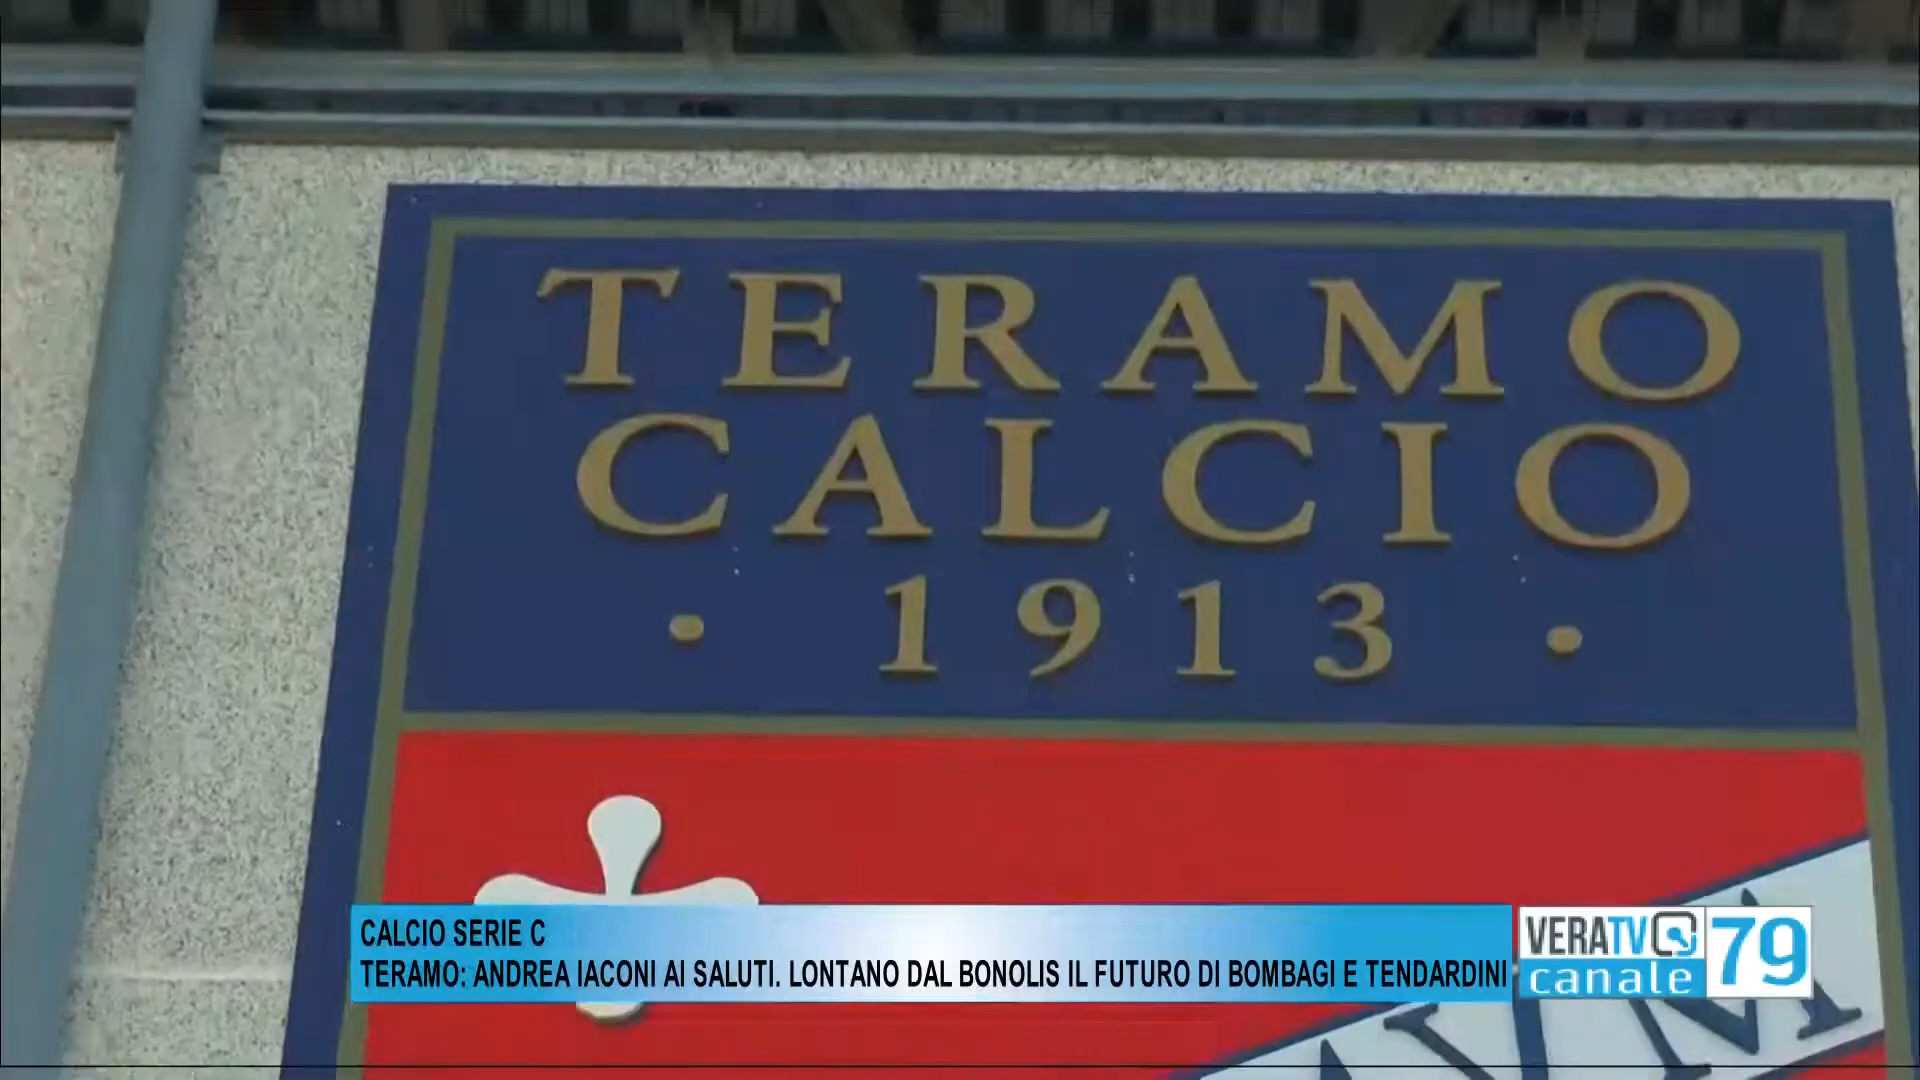 TERAMO
CALCIO
· 1913 ·
CALCIO SERIE C
TERAMO: ANDREA IACONI AI SALUTI. LONTANO DAL BONOLIS IL FUTURO DI BOMBAGI E TENDARDINI
VERATV
canale
79